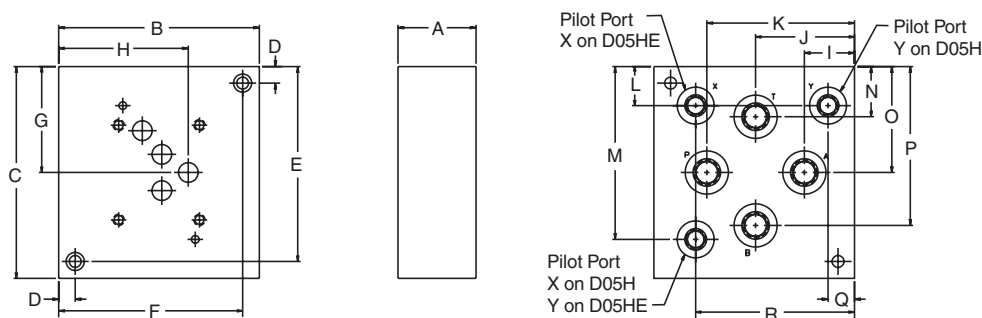 B
H
D
G
C
E
D
F
A
Pilot Port
X on D05HE
K
J
I
Pilot Port
Y on D05H
L
M
N
O
P
X
T
Y
P
A
B
Pilot Port
X on D05H
Y on D05HE
Q
R